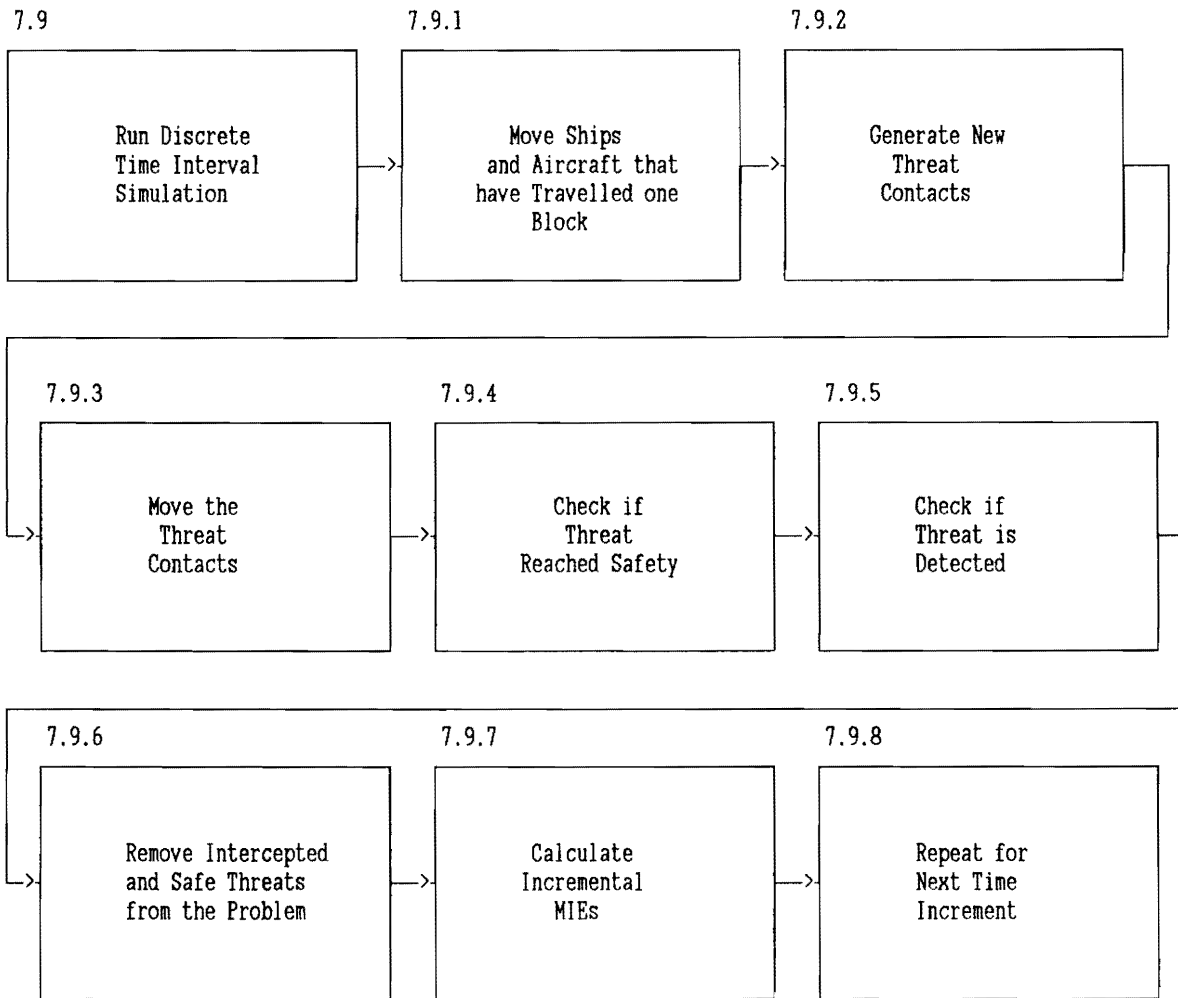 7.9
Run Discrete
Time Interval
Simulation
7.9.1
Move Ships
and Aircraft that
have Travelled one
Block
7.9.2
Generate New
Threat
Contacts
7.9.3
Move the
Threat
Contacts
7.9.4
Check if
Threat
Reached Safety
7.9.5
Check if
Threat is
Detected
7.9.6
Remove Intercepted
and Safe Threats
from the Problem
7.9.7
Calculate
Incremental
MIEs
7.9.8
Repeat for
Next Time
Increment